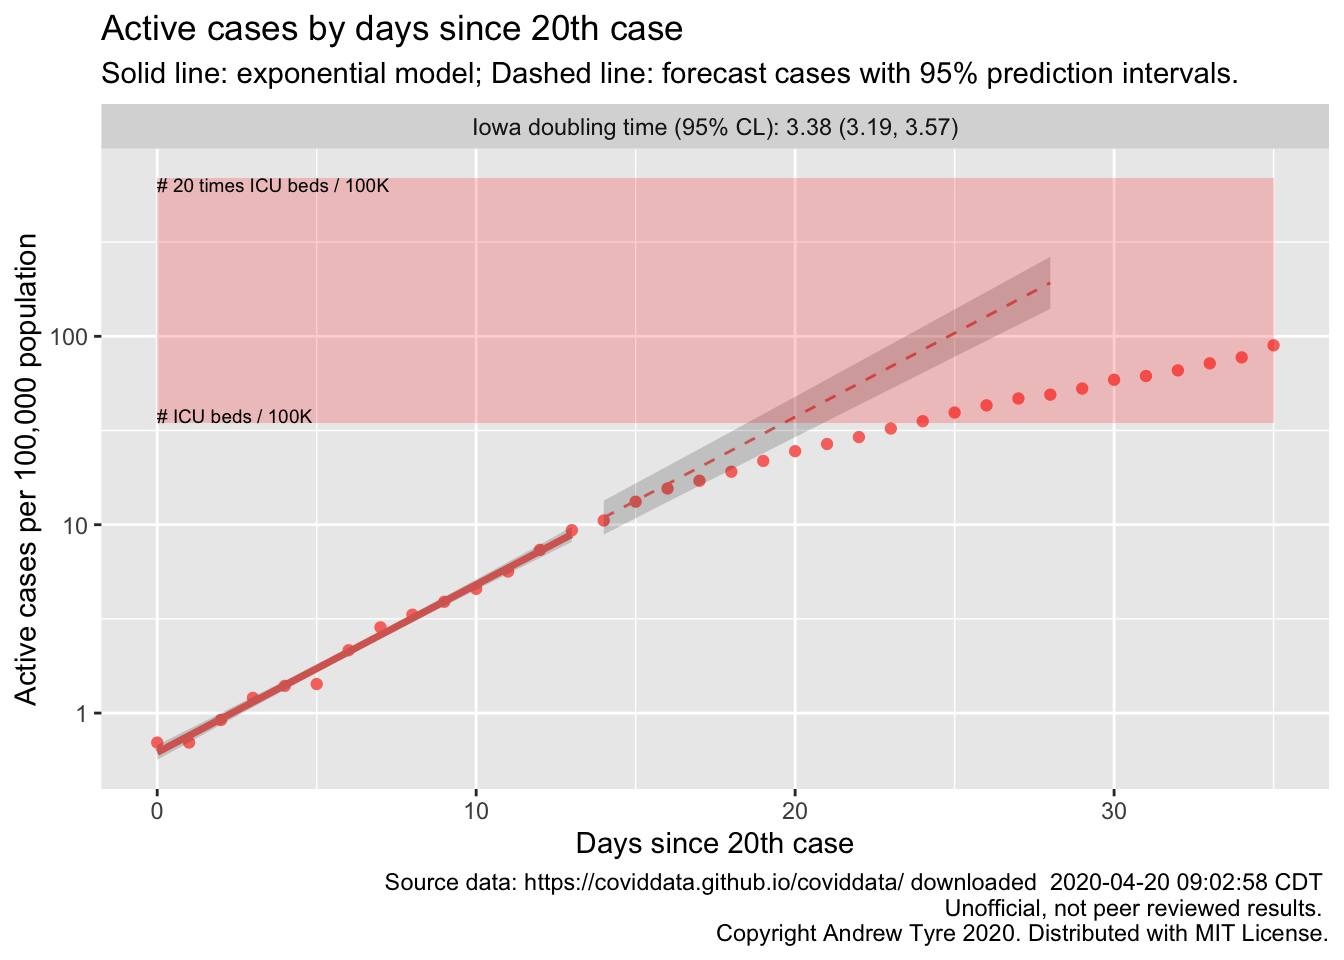 Active cases by days since 20th case
Solid line: exponential model; Dashed line: forecast cases with 95% prediction intervals.
Iowa doubling time (95% CL): 3.38 (3.19, 3.57)
# 20 times ICU beds / 100K
# ICU beds / 100K
Active cases per 100,000 population
100
10
1
0
10
20
30
Days since 20th case
Source data: https://coviddata.github.io/coviddata/ downloaded  2020-04-20 09:02:58 CDT
Unofficial, not peer reviewed results.
Copyright Andrew Tyre 2020. Distributed with MIT License.